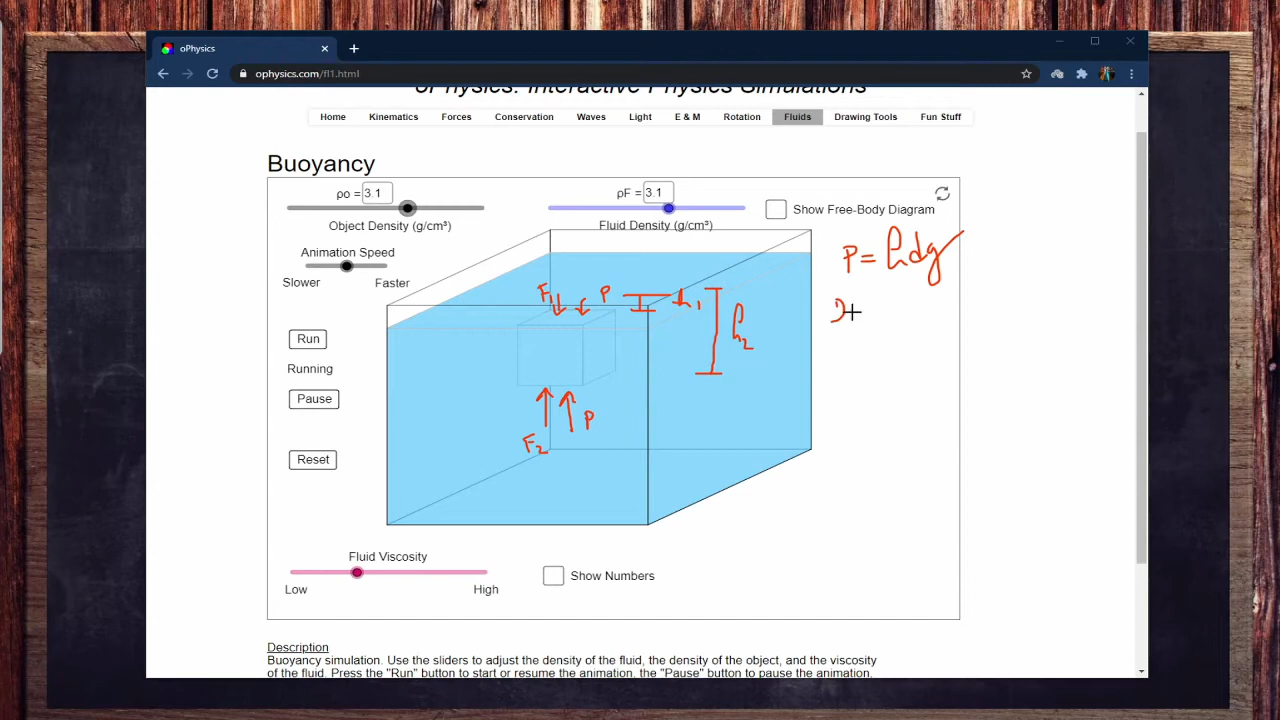 oPhysics
ophysics.com/fl1.html
oPhysics: Interactive Physics Simulations
Home Kinematics Forces Conservation Waves Light E & M Rotation Fluids Drawing Tools Fun Stuff
Buoyancy
ρo = 3.1
ρF = 3.1
Show Free-Body Diagram
Object Density (g/cm³)
Fluid Density (g/cm³)
P = hdg
Animation Speed
Slower Faster
F1 P h1
h2
Run
Running
Pause
P
F2
Reset
Fluid Viscosity
Low High
Show Numbers
Description
Buoyancy simulation. Use the sliders to adjust the density of the fluid, the density of the object, and the viscosity
of the fluid. Press the "Run" button to start or resume the animation, the "Pause" button to pause the animation,